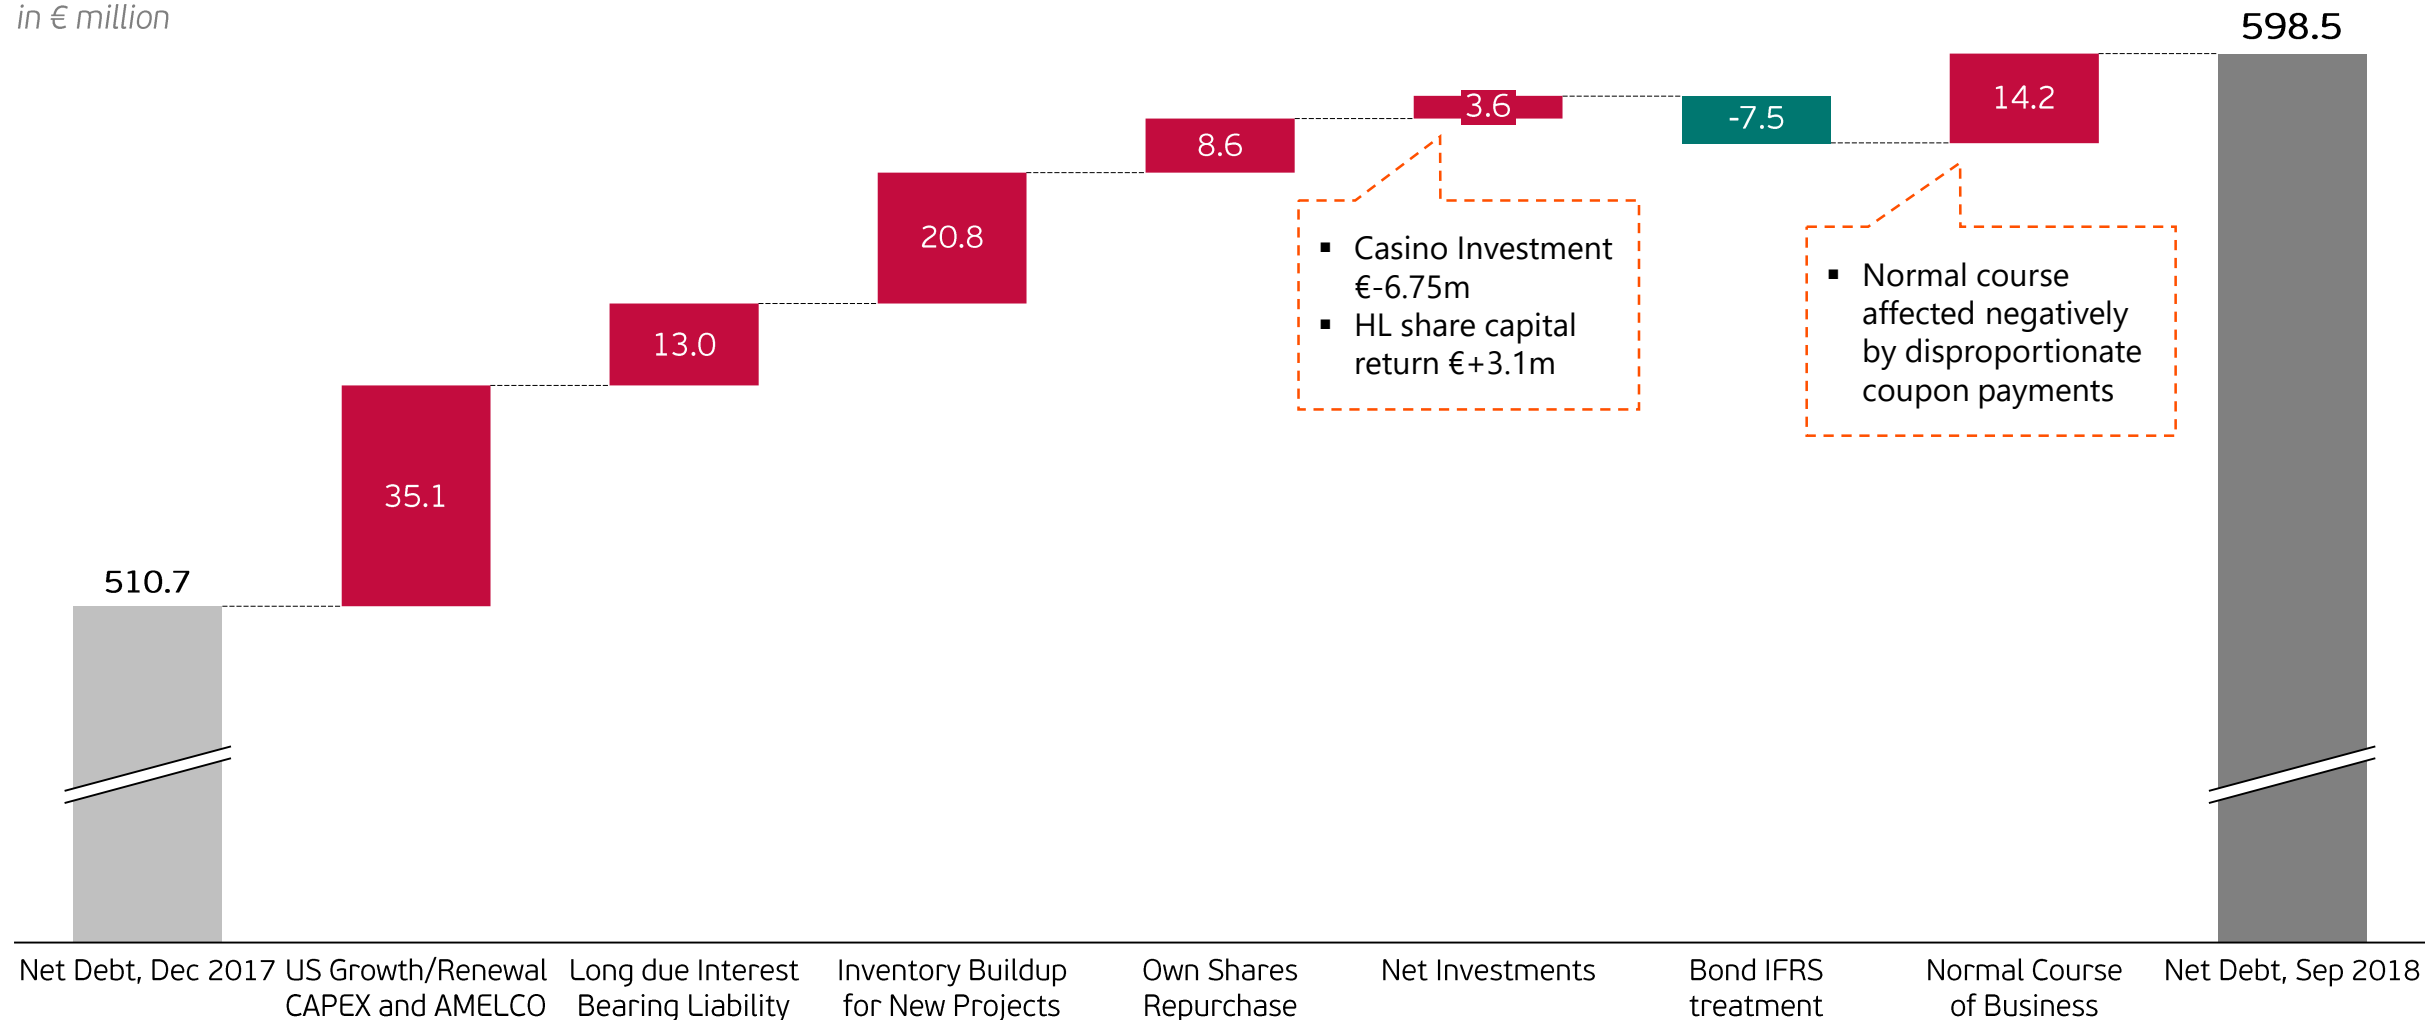 in € million
598.5
3.6
-7.5
14.2
8.6
20.8
13.0
35.1
510.7
▪ Casino Investment
€-6.75m
▪ HL share capital
return €+3.1m
▪ Normal course
affected negatively
by disproportionate
coupon payments
Net Debt, Dec 2017
US Growth/Renewal
CAPEX and AMELCO
Long due Interest
Bearing Liability
Inventory Buildup
for New Projects
Own Shares
Repurchase
Net Investments
Bond IFRS
treatment
Normal Course
of Business
Net Debt, Sep 2018